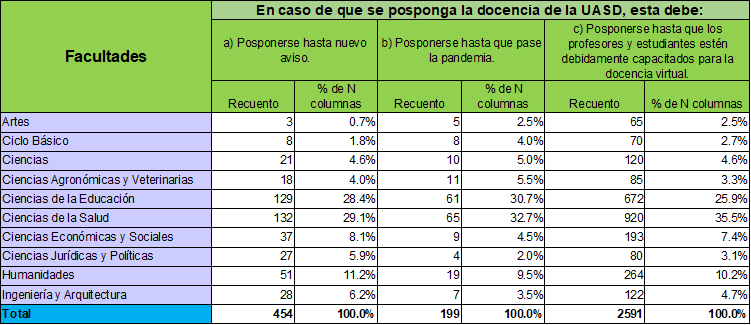 Facultades
En caso de que se posponga la docencia de la UASD, esta debe:
a) Posponerse hasta nuevo
aviso.
b) Posponerse hasta que pase
la pandemia.
c) Posponerse hasta que los
profesores y estudiantes estén
debidamente capacitados para la
docencia virtual.
Recuento % de N columnas Recuento % de N columnas Recuento % de N columnas
Artes 3 0.7% 5 2.5% 65 2.5%
Ciclo Básico 8 1.8% 8 4.0% 70 2.7%
Ciencias 21 4.6% 10 5.0% 120 4.6%
Ciencias Agronómicas y Veterinarias 18 4.0% 11 5.5% 85 3.3%
Ciencias de la Educación 129 28.4% 61 30.7% 672 25.9%
Ciencias de la Salud 132 29.1% 65 32.7% 920 35.5%
Ciencias Económicas y Sociales 37 8.1% 9 4.5% 193 7.4%
Ciencias Jurídicas y Políticas 27 5.9% 4 2.0% 80 3.1%
Humanidades 51 11.2% 19 9.5% 264 10.2%
Ingeniería y Arquitectura 28 6.2% 7 3.5% 122 4.7%
Total 454 100.0% 199 100.0% 2591 100.0%